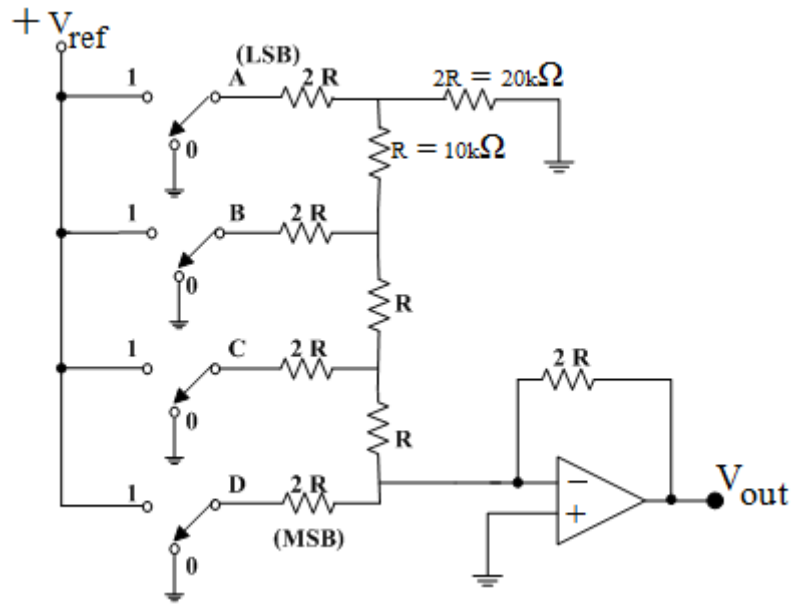 + Vref
(LSB)
1 A 2 R 2R = 20kΩ
0 R = 10kΩ
1 B 2 R
0
R
1 C 2 R
2 R
0
R
1 D 2 R
Vout
−
+
(MSB)
0